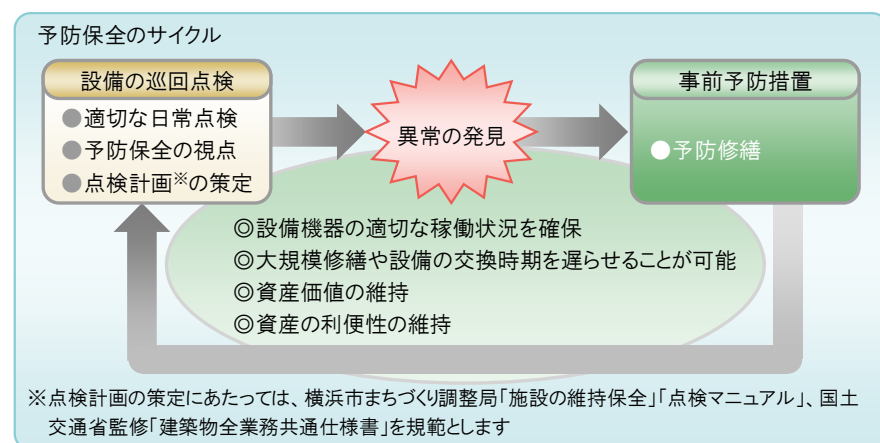 予防保全のサイクル
設備の巡回点検
●適切な日常点検
●予防保全の視点
●点検計画※の策定
異常の発見
事前予防措置
●予防修繕
◎設備機器の適切な稼働状況を確保
◎大規模修繕や設備の交換時期を遅らせることが可能
◎資産価値の維持
◎資産の利便性の維持
※点検計画の策定にあたっては、横浜市まちづくり調整局「施設の維持保全」「点検マニュアル」、国土
交通省監修「建築物全業務共通仕様書」を規範とします